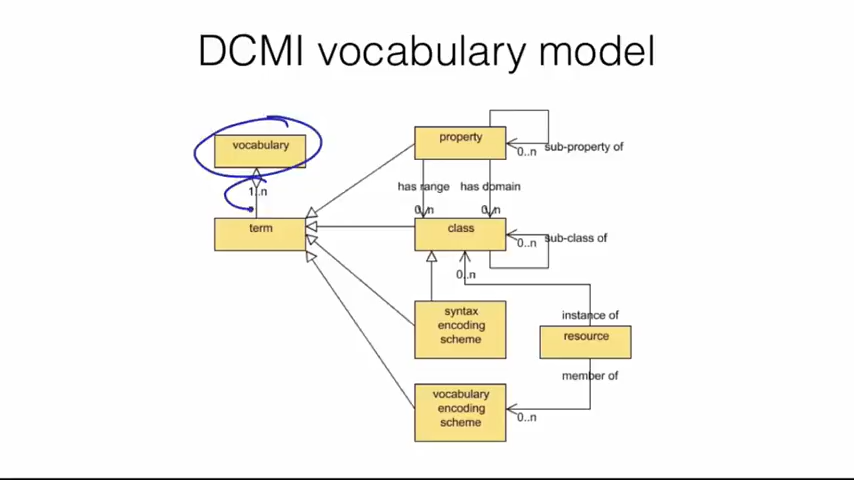 DCMI vocabulary model
vocabulary
1..n
term
property
0..n
sub-property of
has range
has domain
0..n
0..n
class
0..n
sub-class of
0..n
syntax
encoding
scheme
instance of
resource
member of
vocabulary
encoding
scheme
0..n